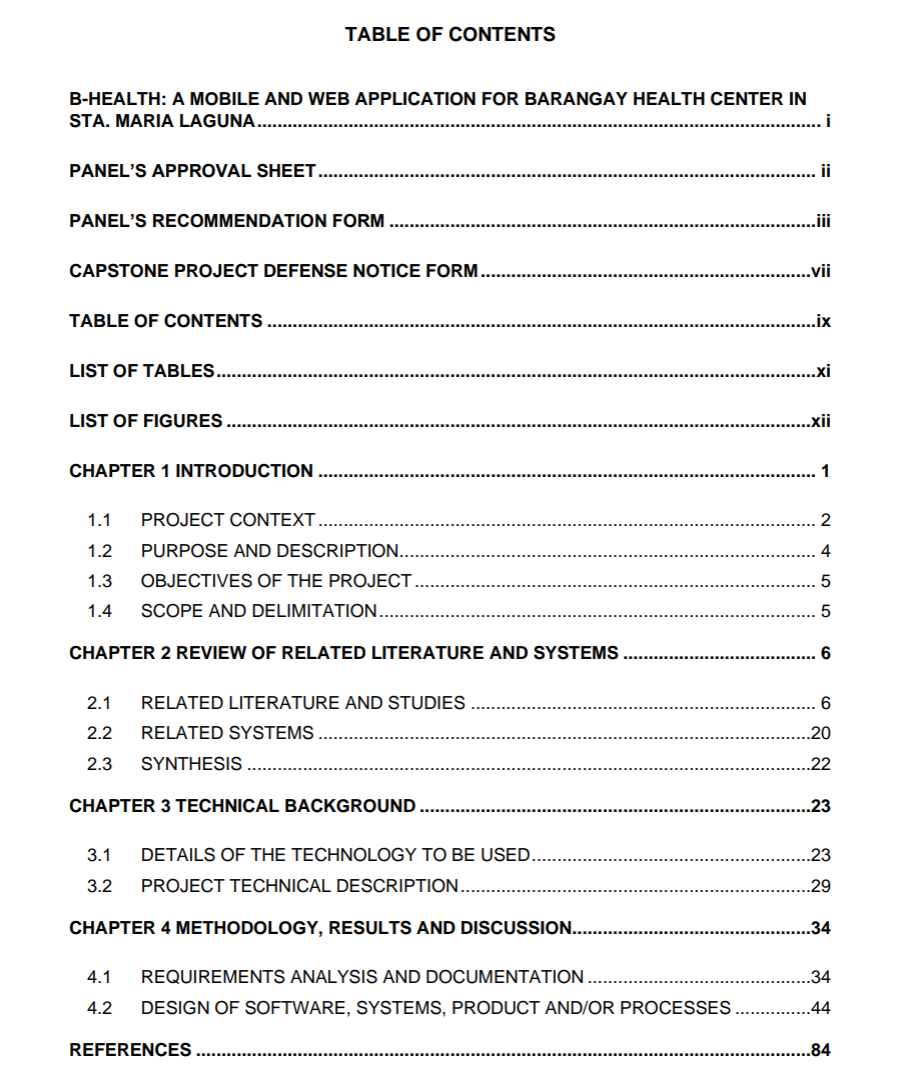 TABLE OF CONTENTS
B-HEALTH: A MOBILE AND WEB APPLICATION FOR BARANGAY HEALTH CENTER IN
STA. MARIA LAGUNA i
PANEL’S APPROVAL SHEET ii
PANEL’S RECOMMENDATION FORM iii
CAPSTONE PROJECT DEFENSE NOTICE FORM vii
TABLE OF CONTENTS ix
LIST OF TABLES xi
LIST OF FIGURES xii
CHAPTER 1 INTRODUCTION 1
1.1 PROJECT CONTEXT 2
1.2 PURPOSE AND DESCRIPTION 4
1.3 OBJECTIVES OF THE PROJECT 5
1.4 SCOPE AND DELIMITATION 5
CHAPTER 2 REVIEW OF RELATED LITERATURE AND SYSTEMS 6
2.1 RELATED LITERATURE AND STUDIES 6
2.2 RELATED SYSTEMS 20
2.3 SYNTHESIS 22
CHAPTER 3 TECHNICAL BACKGROUND 23
3.1 DETAILS OF THE TECHNOLOGY TO BE USED 23
3.2 PROJECT TECHNICAL DESCRIPTION 29
CHAPTER 4 METHODOLOGY, RESULTS AND DISCUSSION 34
4.1 REQUIREMENTS ANALYSIS AND DOCUMENTATION 34
4.2 DESIGN OF SOFTWARE, SYSTEMS, PRODUCT AND/OR PROCESSES 44
REFERENCES 84